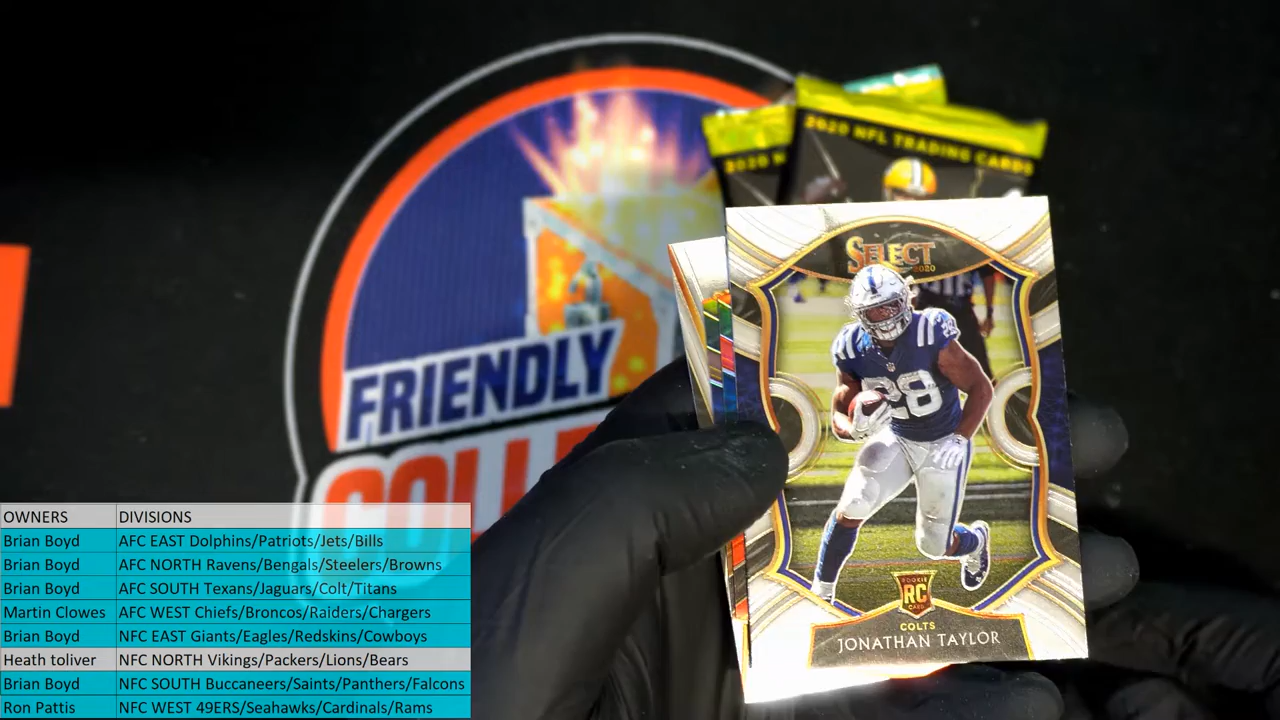 2020 NFL TRADING CARDS
2020 N
SELECT
2020
28
28
FRIENDLY
COLLE
ROOKIE
RC
CARD
COLTS
JONATHAN TAYLOR
OWNERS DIVISIONS
Brian Boyd AFC EAST Dolphins/Patriots/Jets/Bills
Brian Boyd AFC NORTH Ravens/Bengals/Steelers/Browns
Brian Boyd AFC SOUTH Texans/Jaguars/Colt/Titans
Martin Clowes AFC WEST Chiefs/Broncos/Raiders/Chargers
Brian Boyd NFC EAST Giants/Eagles/Redskins/Cowboys
Heath toliver NFC NORTH Vikings/Packers/Lions/Bears
Brian Boyd NFC SOUTH Buccaneers/Saints/Panthers/Falcons
Ron Pattis NFC WEST 49ERS/Seahawks/Cardinals/Rams